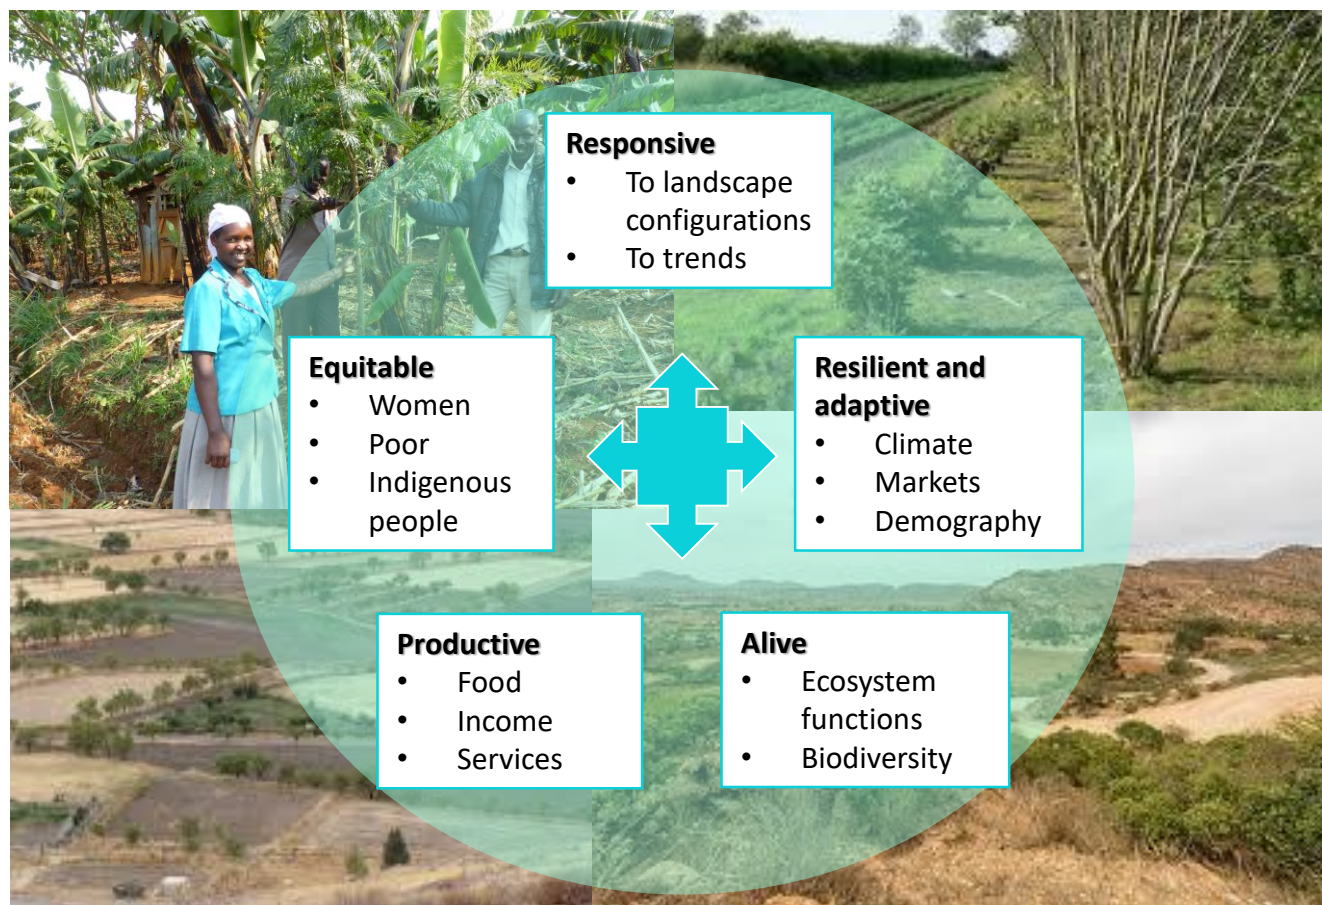 Responsive
• To landscape
configurations
• To trends
Equitable
• Women
• Poor
• Indigenous
people
Resilient and
adaptive
• Climate
• Markets
• Demography
Productive
• Food
• Income
• Services
Alive
• Ecosystem
functions
• Biodiversity